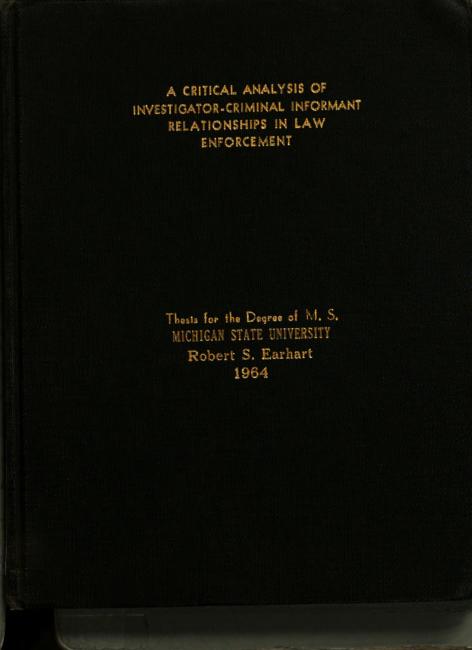 A CRITICAL ANALYSIS OF
INVESTIGATOR-CRIMINAL INFORMANT
RELATIONSHIPS IN LAW
ENFORCEMENT
Thesis for the Degree of M. S.
MICHIGAN STATE UNIVERSITY
Robert S. Earhart
1964